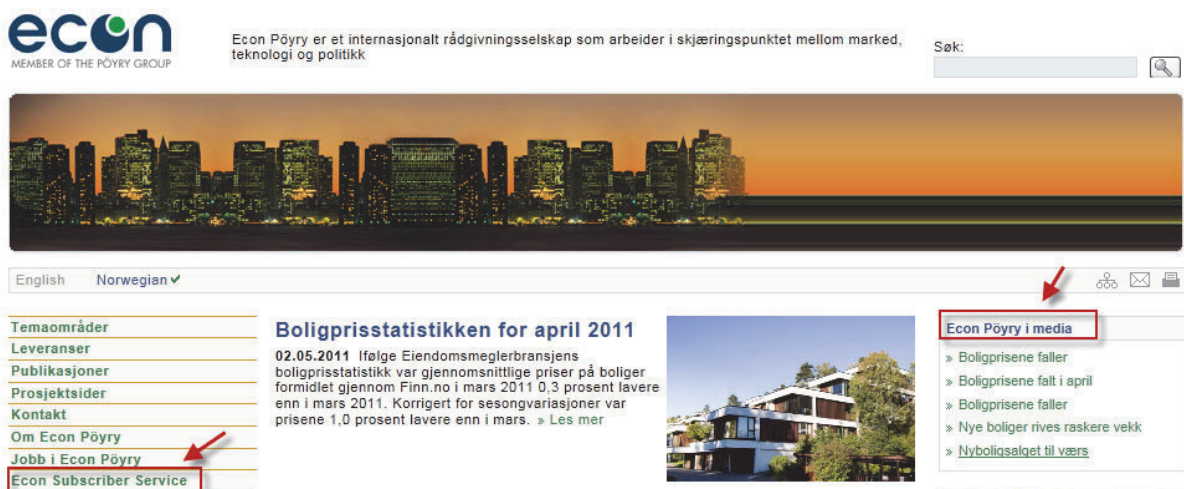 econ
MEMBER OF THE PÖYRY GROUP
Econ Pöyry er et internasjonalt rådgivningsselskap som arbeider i skjæringspunktet mellom marked,
teknologi og politikk
Søk:
English Norwegian
Temaområder
Leveranser
Publikasjoner
Prosjektsider
Kontakt
Om Econ Pöyry
Jobb i Econ Pöyry
Econ Subscriber Service
Boligprisstatistikken for april 2011
02.05.2011 Ifølge Eiendomsmeglerbransjens
boligprisstatistikk var gjennomsnittlige priser på boliger
formidlet gjennom Finn.no i mars 2011 0,3 prosent lavere
enn i mars 2011. Korrigert for sesongvariasjoner var
prisene 1,0 prosent lavere enn i mars. » Les mer
Econ Pöyry i media
» Boligprisene faller
» Boligprisene falt i april
» Boligprisene faller
» Nye boliger rives raskere vekk
» Nyboligsalget til værs